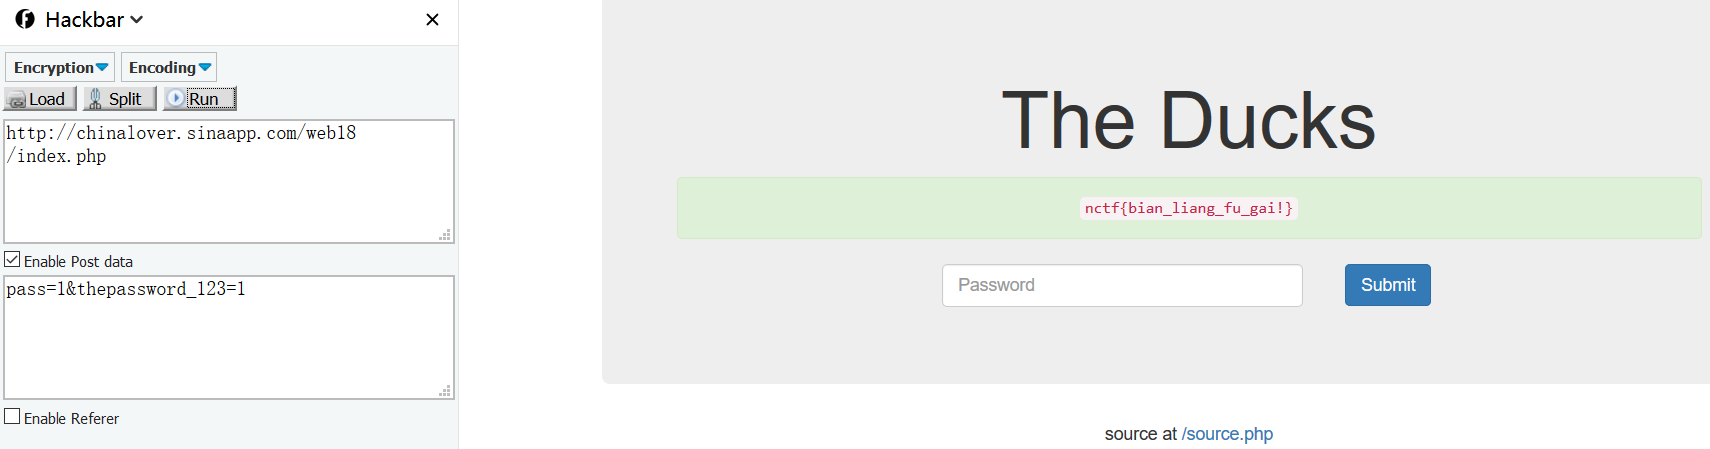 Hackbar
Encryption
Encoding
Load
Split
Run
http://chinalover.sinaapp.com/web18
/index.php
Enable Post data
pass=1&thepassword_123=1
Enable Referer
The Ducks
nctf{bian_liang_fu_gai!}
Password
Submit
source at /source.php